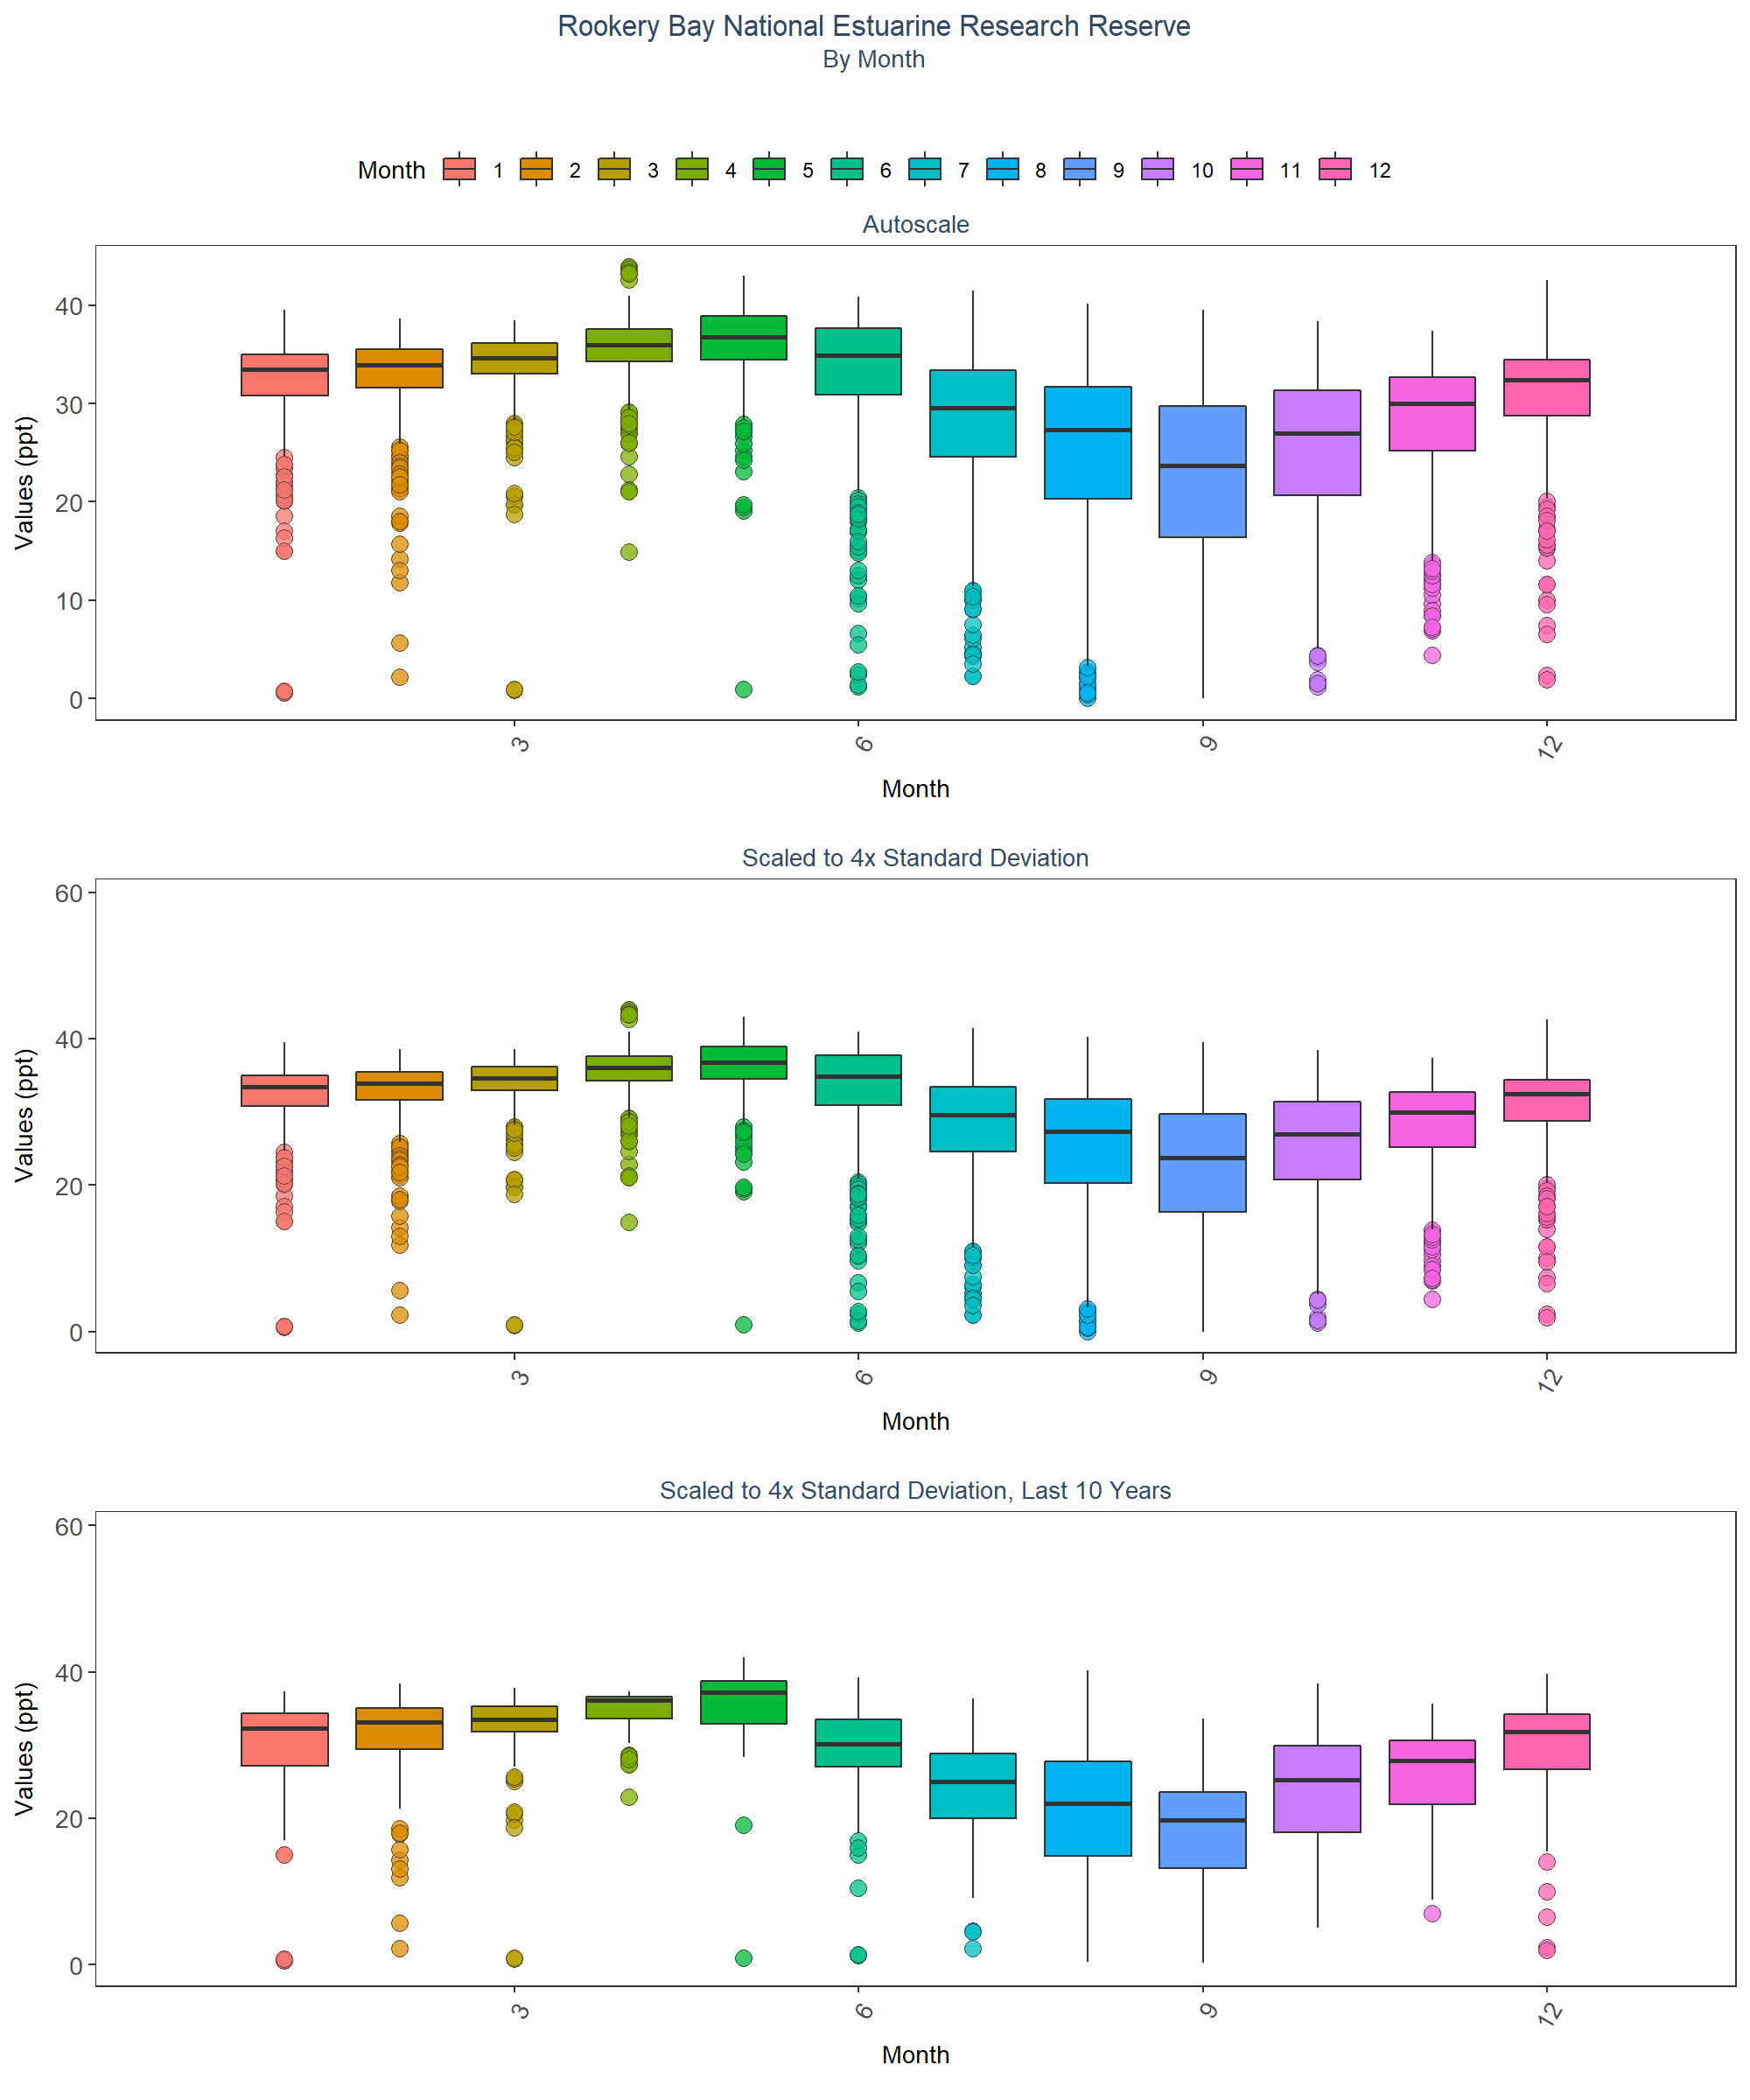 Rookery Bay National Estuarine Research Reserve
By Month
Month 1 2 3 4 5 6 7 8 9 10 11 12
Autoscale
Values (ppt)
40
30
20
10
0
3 6 9 12
Month
Scaled to 4x Standard Deviation
Values (ppt)
60
40
20
0
3 6 9 12
Month
Scaled to 4x Standard Deviation, Last 10 Years
Values (ppt)
60
40
20
0
3 6 9 12
Month